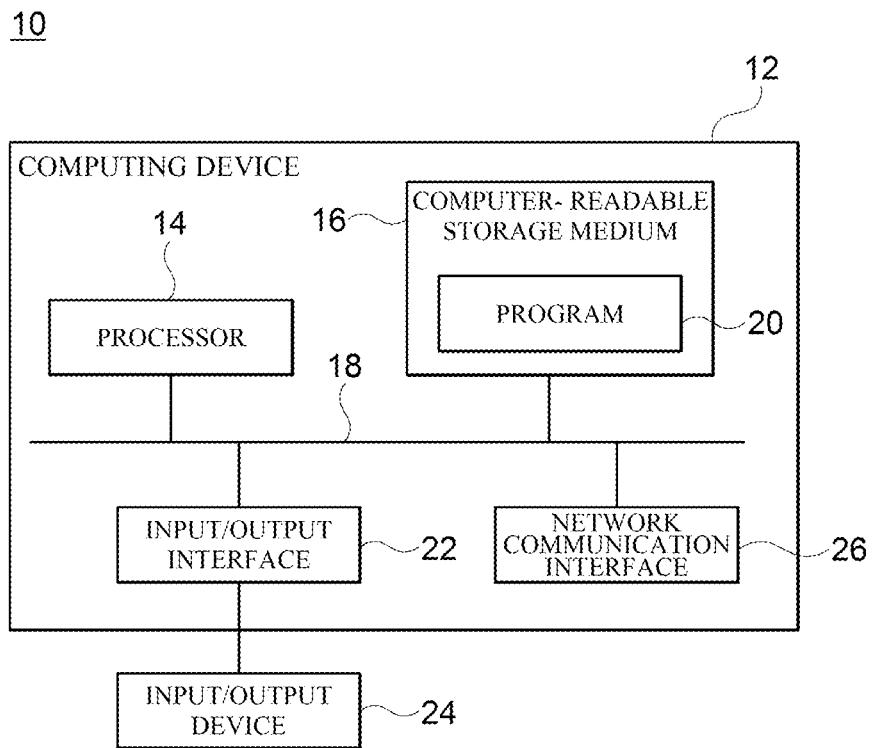 10
12
COMPUTING DEVICE
14
16
COMPUTER- READABLE
STORAGE MEDIUM
PROCESSOR
PROGRAM
20
18
INPUT/OUTPUT
INTERFACE
22
NETWORK
COMMUNICATION
INTERFACE
26
INPUT/OUTPUT
DEVICE
24